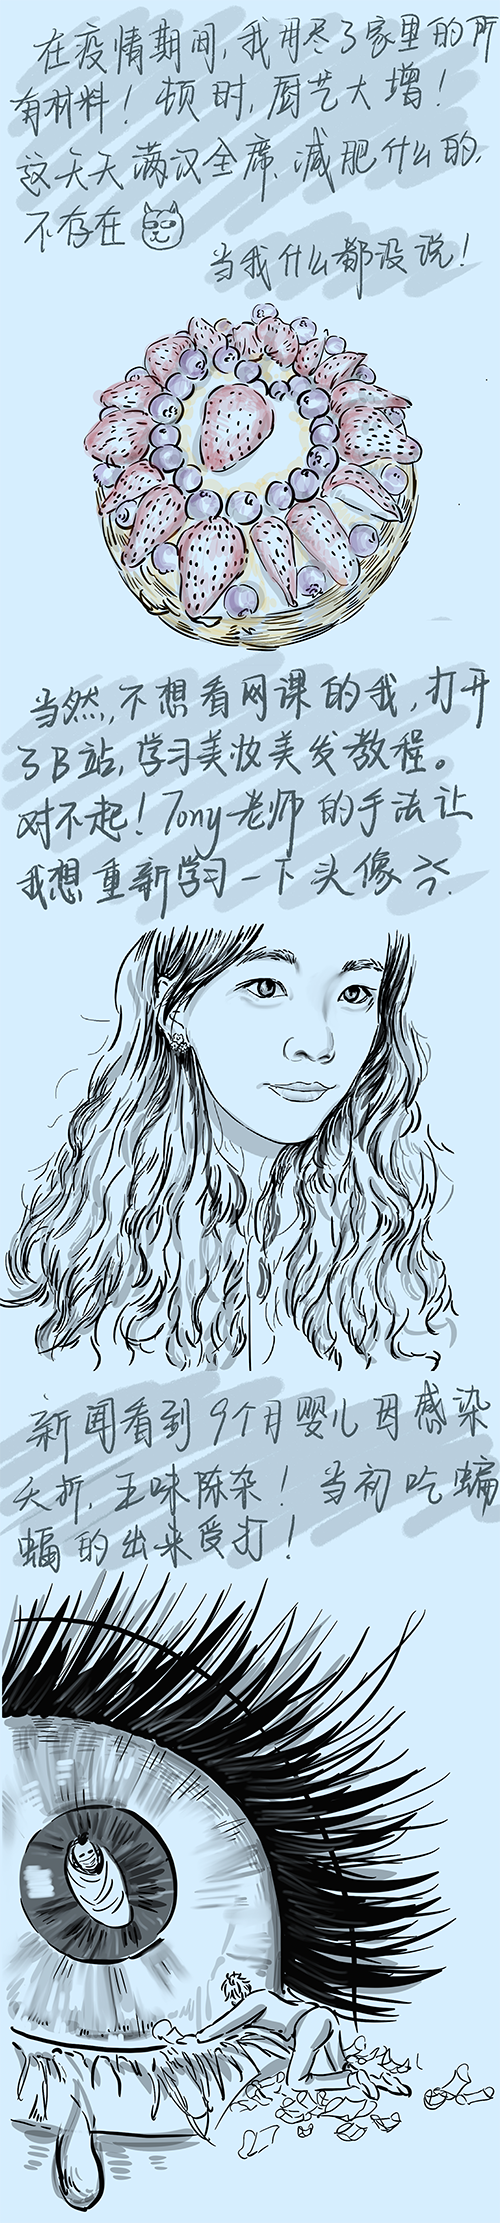 在疫情期间,我用尽了家里的所
有材料!顿时,厨艺大增!
这天天满汉全席,减肥什么的,
不存在
当我什么都没说!
当然,不想看网课的我,打开
了B站,学习美妆美发教程。
对不起!Tony老师的手法让
我想重新学习一下头像
新闻看到9个月婴儿因感染
夭折,五味陈杂!当初吃蝙
蝠的出来受打!